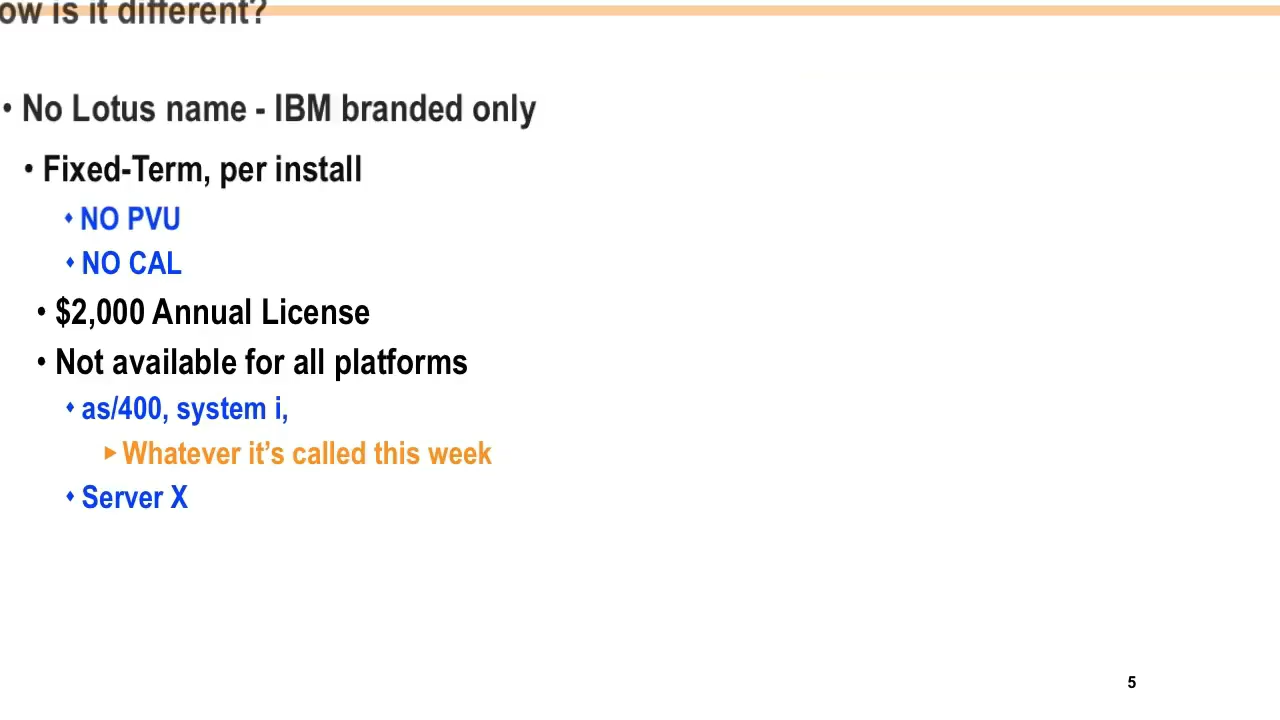 ow is it different?
• No Lotus name - IBM branded only
• Fixed-Term, per install
♦ NO PVU
♦ NO CAL
• $2,000 Annual License
• Not available for all platforms
♦ as/400, system i,
► Whatever it’s called this week
♦ Server X
5